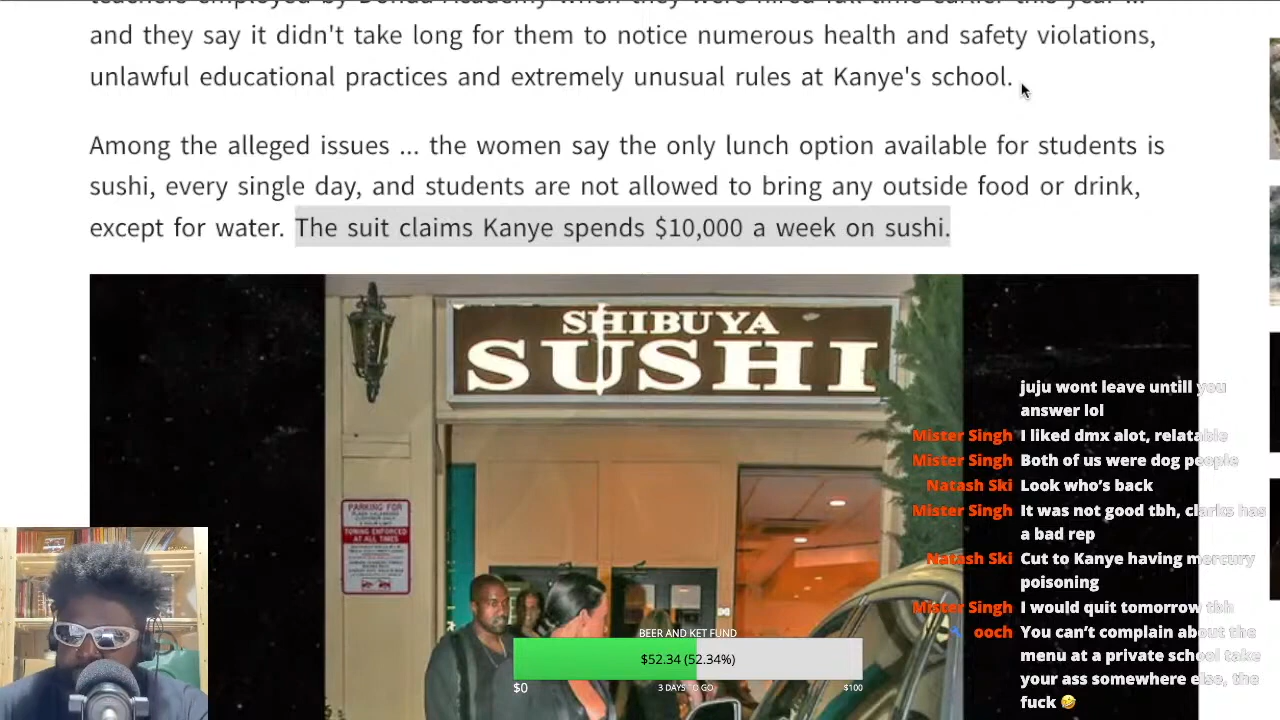 and they say it didn't take long for them to notice numerous health and safety violations,
unlawful educational practices and extremely unusual rules at Kanye's school.
Among the alleged issues ... the women say the only lunch option available for students is
sushi, every single day, and students are not allowed to bring any outside food or drink,
except for water. The suit claims Kanye spends $10,000 a week on sushi.
SHIBUYA
SUSHI
PARKING FOR
TOWING ENFORCED
AT ALL TIMES
juju wont leave untill you
answer lol
Mister Singh I liked dmx alot, relatable
Mister Singh Both of us were dog people
Natash Ski Look who's back
Mister Singh It was not good tbh, clarks has
a bad rep
Natash Ski Cut to Kanye having mercury
poisoning
Mister Singh I would quit tomorrow tbh
ooch You can't complain about the
menu at a private school take
your ass somewhere else, the
fuck 🤣
BEER AND KET FUND
$52.34 (52.34%)
$0 3 DAYS TO GO $100